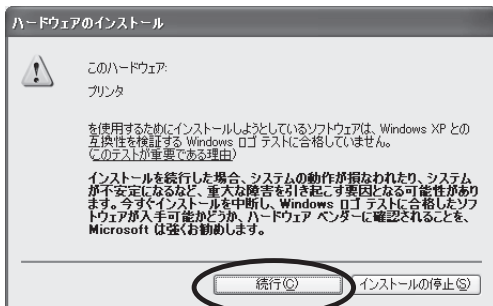 ハードウェアのインストール
このハードウェア:
プリンタ
を使用するためにインストールしようとしているソフトウェアは、Windows XP との
互換性を検証する Windows ロゴ テストに合格していません。
(このテストが重要である理由)
インストールを続行した場合、システムの動作が損なわれたり、システム
が不安定になるなど、重大な障害を引き起こす要因となる可能性があり
ます。今すぐインストールを中断し、Windows ロゴ テストに合格したソフ
トウェアが入手可能かどうか、ハードウェア ベンダーに確認されることを、
Microsoft は強くお勧めします。
続行(C) インストールの停止(S)